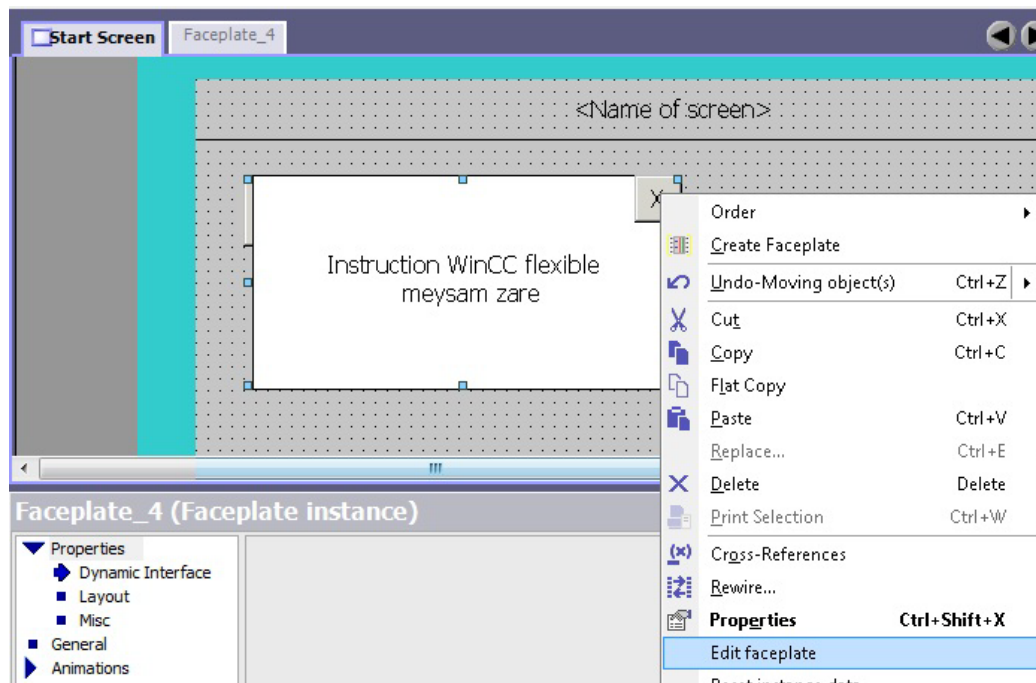 Start Screen
Faceplate_4
<Name of screen>
X
Instruction WinCC flexible
meysam zare
Order
Create Faceplate
Undo-Moving object(s) Ctrl+Z
Cut Ctrl+X
Copy Ctrl+C
Flat Copy
Paste Ctrl+V
Replace... Ctrl+E
Delete Delete
Print Selection Ctrl+W
Cross-References
Rewire...
Properties Ctrl+Shift+X
Edit faceplate
Faceplate_4 (Faceplate instance)
Properties
Dynamic Interface
Layout
Misc
General
Animations